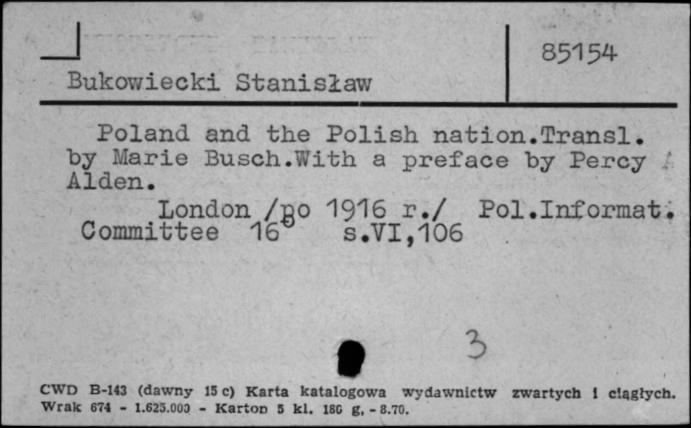 85154
Bukowiecki Stanisław
Poland and the Polish nation.Transl.
by Marie Busch.With a preface by Percy
Alden.
London /po 1916 r./ Pol.Informat.
Committee 16° s.VI,106
3
CWD B-143 (dawny 15 c) Karta katalogowa wydawnictw zwartych i ciągłych.
Wrak 674 - 1.625.000 - Karton 5 kl. 180 g. - 8.70.